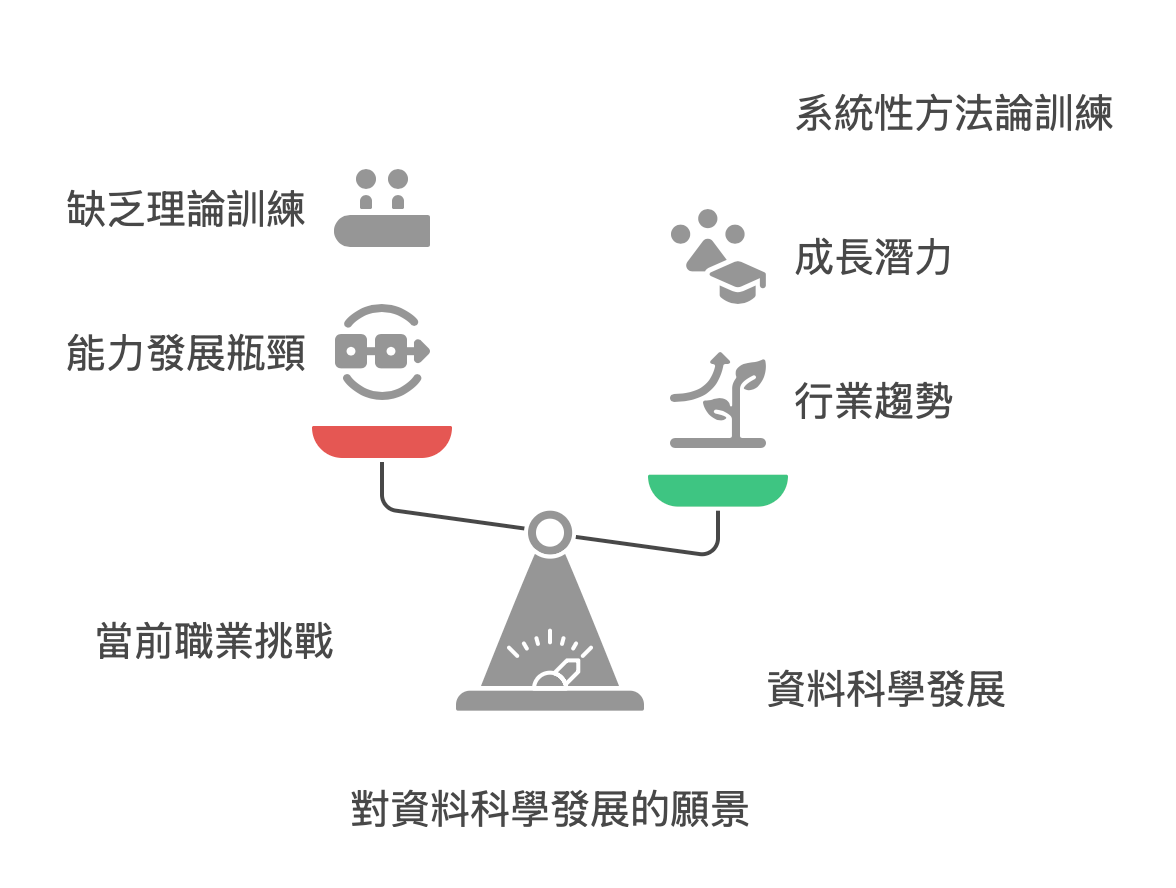 系統性方法論訓練
缺乏理論訓練
成長潛力
能力發展瓶頸
行業趨勢
當前職業挑戰
資料科學發展
對資料科學發展的願景